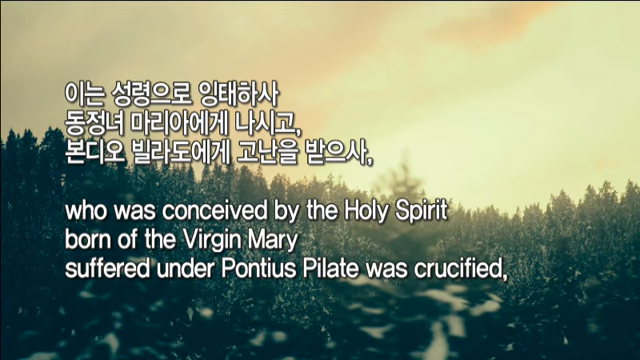 이는 성령으로 잉태하사
동정녀 마리아에게 나시고,
본디오 빌라도에게 고난을 받으사,
who was conceived by the Holy Spirit
born of the Virgin Mary
suffered under Pontius Pilate was crucified,